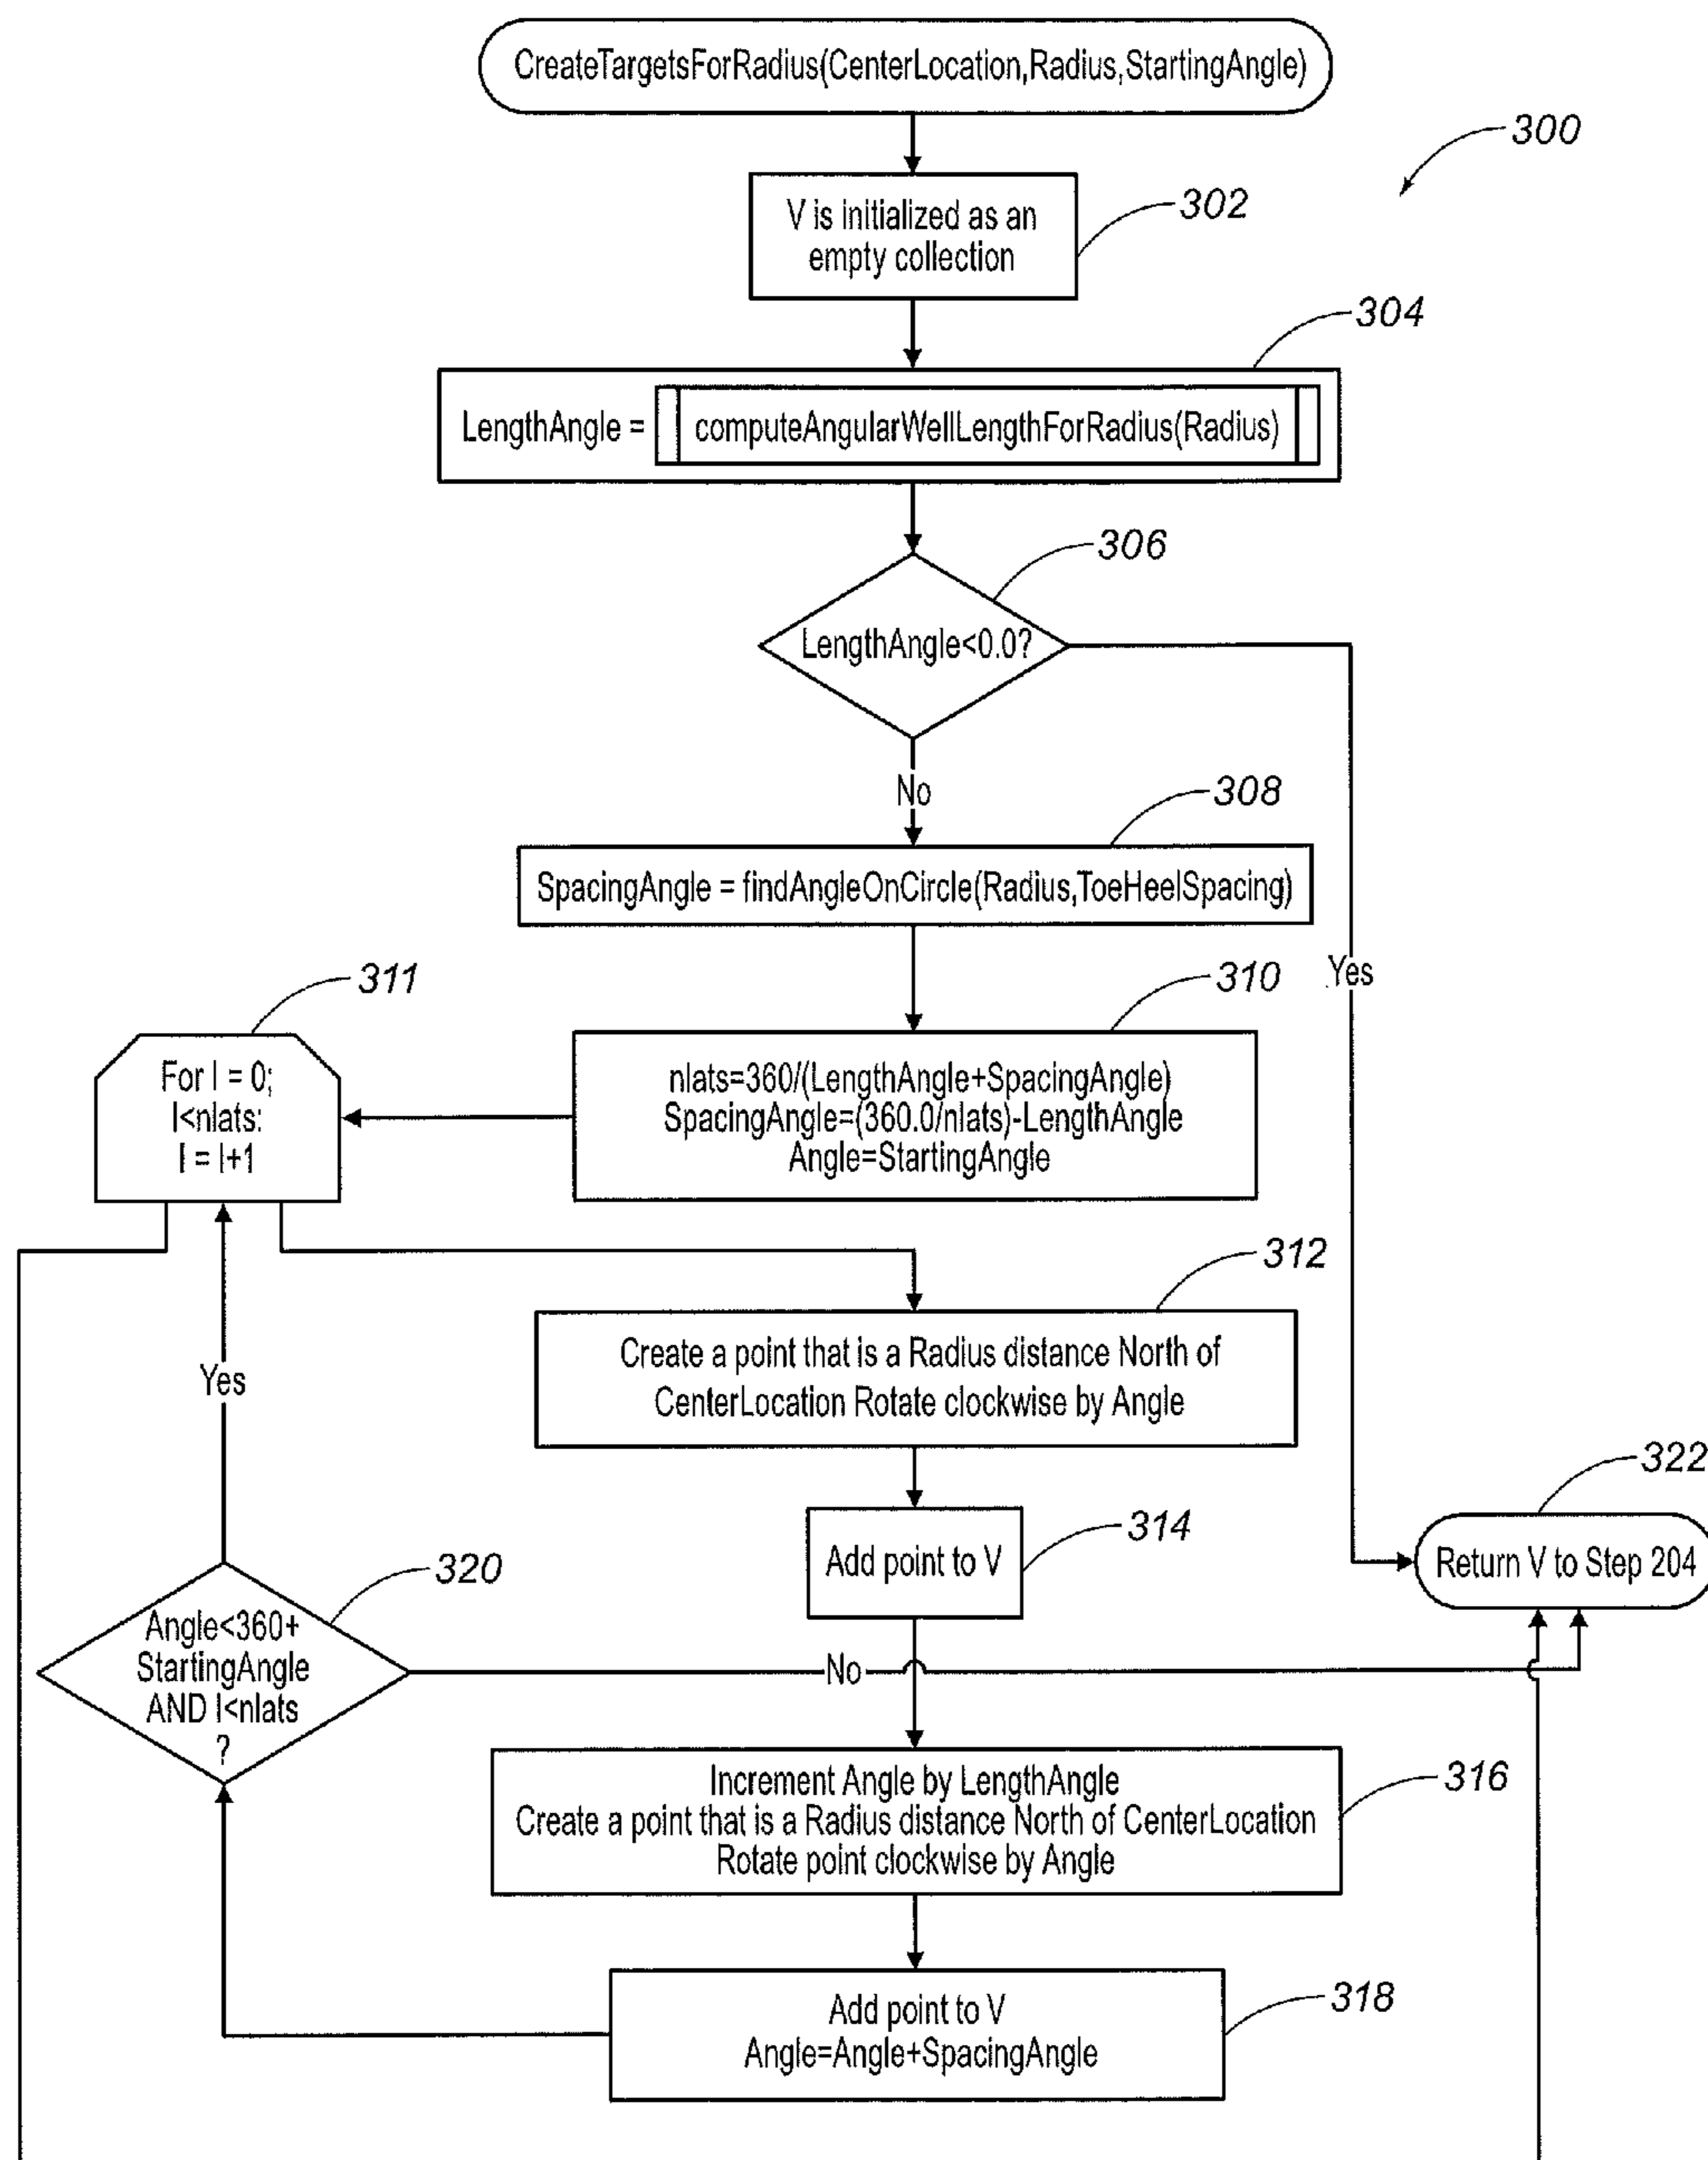 CreateTargetsForRadius(CenterLocation,Radius,StartingAngle)
300
V is initialized as an
empty collection
302
304
LengthAngle =
computeAngularWellLengthForRadius(Radius)
306
LengthAngle<0.0?
No
308
SpacingAngle = findAngleOnCircle(Radius,ToeHeelSpacing)
Yes
311
310
For I = 0;
I<nlats:
I = I+1
nlats=360/(LengthAngle+SpacingAngle)
SpacingAngle=(360.0/nlats)-LengthAngle
Angle=StartingAngle
312
Create a point that is a Radius distance North of
CenterLocation Rotate clockwise by Angle
Yes
322
314
Add point to V
Return V to Step 204
320
Angle<360+
StartingAngle
AND I<nlats
?
No
316
Increment Angle by LengthAngle
Create a point that is a Radius distance North of CenterLocation
Rotate point clockwise by Angle
318
Add point to V
Angle=Angle+SpacingAngle